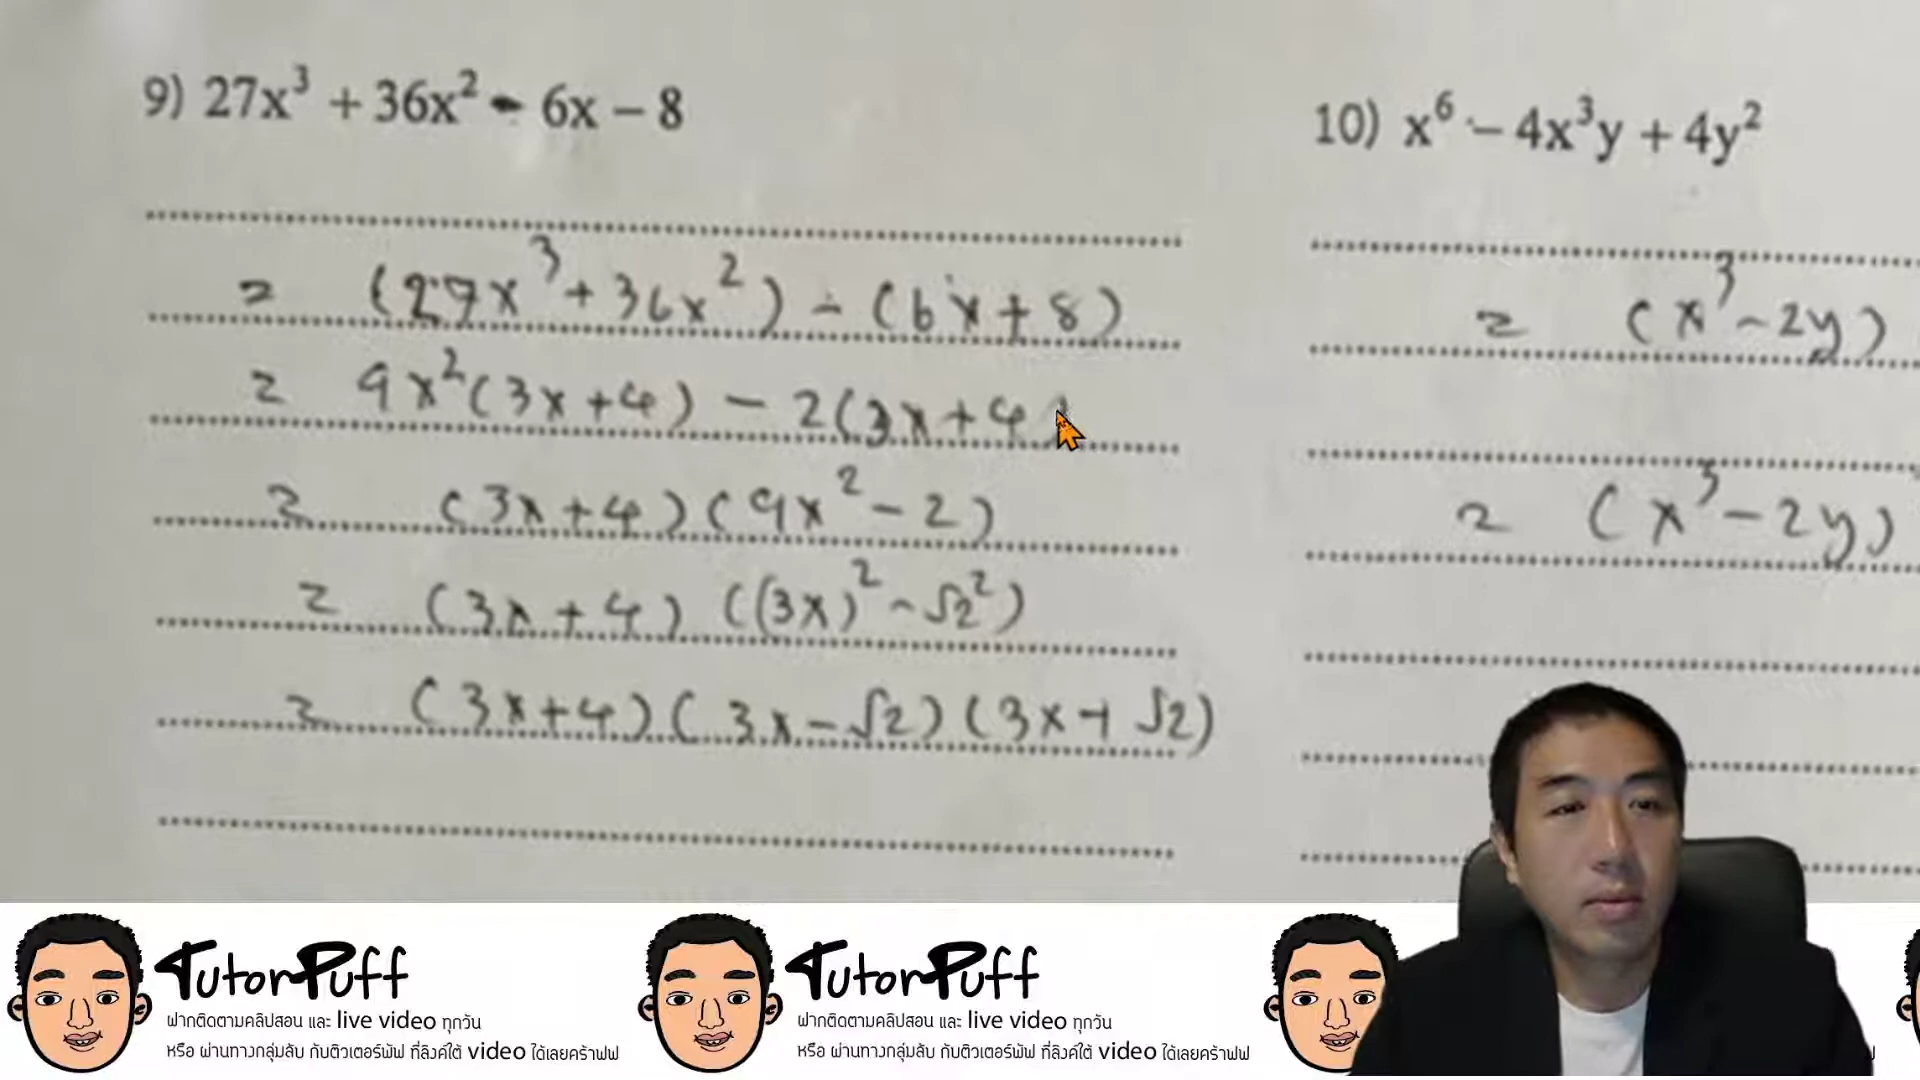 9) 27x³ + 36x² - 6x – 8
= (27x³ + 36x²) - (6x + 8)
= 9x²(3x + 4) - 2(3x + 4)
= (3x + 4)(9x² - 2)
= (3x + 4)((3x)² - √2²)
= (3x + 4)(3x - √2)(3x + √2)
10) x⁶ – 4x³y + 4y²
= (x³ - 2y)
= (x³ - 2y)
TutorPuff
ฝากติดตามคลิปสอน และ live video ทุกวัน
หรือ ผ่านทางกลุ่มลับ กับติวเตอร์พัฟ ที่ลิงค์ใต้ video ได้เลยคร้าฟฟ
TutorPuff
ฝากติดตามคลิปสอน และ live video ทุกวัน
หรือ ผ่านทางกลุ่มลับ กับติวเตอร์พัฟ ที่ลิงค์ใต้ video ได้เลยคร้าฟฟ